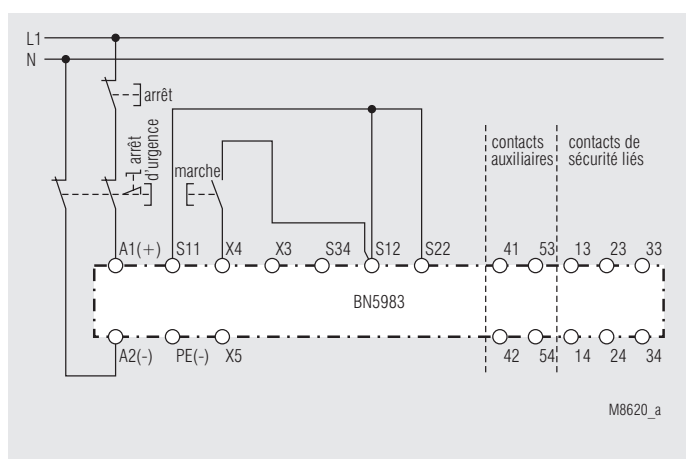 L1
N
arrêt
arrêt
d'urgence
marche
contacts
auxiliaires
contacts de
sécurité liés
A1(+) S11 X4 X3 S34 S12 S22 41 53 13 23 33
BN5983
A2(-) PE(-) X5 42 54 14 24 34
M8620_a